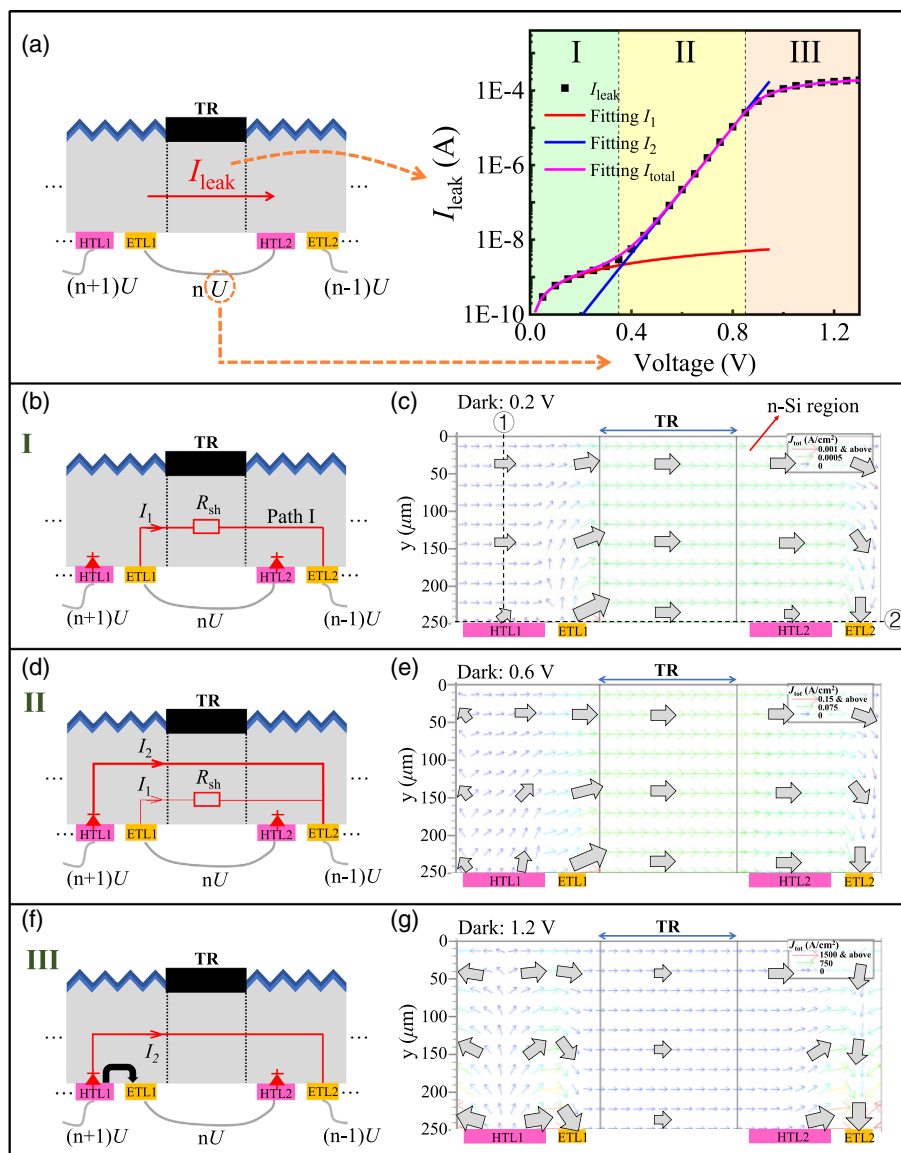 (a)
TR
I_leak
... HTL1 ETL1 HTL2 ETL2 ...
(n+1)U nU (n-1)U
I II III
I_leak
Fitting I_1
Fitting I_2
Fitting I_total
I_leak (A)
1E-4
1E-6
1E-8
1E-10
0.0 0.4 0.8 1.2
Voltage (V)
(b)
I
TR
I_1 R_sh Path I
... ...
HTL1 ETL1 HTL2 ETL2
(n+1)U nU (n-1)U
(c)
Dark: 0.2 V
①
TR
n-Si region
J_tot (A/cm²)
0.001 & above
0.0005
0
y (μm)
0
50
100
150
200
250
HTL1 ETL1 HTL2 ETL2
②
(d)
II
TR
I_2
I_1 R_sh
... ...
HTL1 ETL1 HTL2 ETL2
(n+1)U nU (n-1)U
(e)
Dark: 0.6 V
TR
J_tot (A/cm²)
0.15 & above
0.075
0
y (μm)
0
50
100
150
200
250
HTL1 ETL1 HTL2 ETL2
(f)
III
TR
I_2
... ...
HTL1 ETL1 HTL2 ETL2
(n+1)U nU (n-1)U
(g)
Dark: 1.2 V
TR
J_tot (A/cm²)
1500 & above
750
0
y (μm)
0
50
100
150
200
250
HTL1 ETL1 HTL2 ETL2